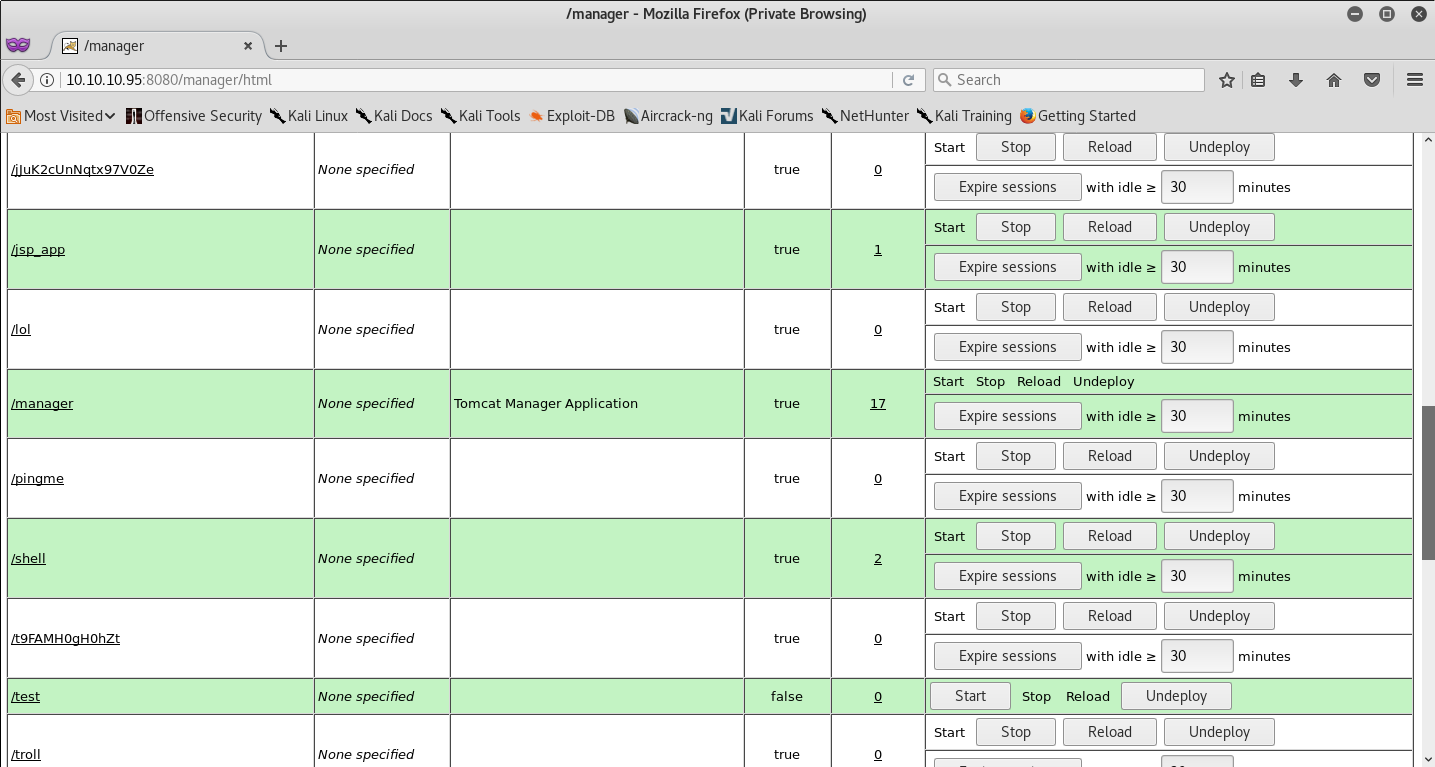 /manager - Mozilla Firefox (Private Browsing)
/manager
10.10.10.95:8080/manager/html
Search
Most Visited Offensive Security Kali Linux Kali Docs Kali Tools Exploit-DB Aircrack-ng Kali Forums NetHunter Kali Training Getting Started
Start Stop Reload Undeploy
/jJuK2cUnNqtx97V0Ze None specified true 0
Expire sessions with idle ≥ 30 minutes
Start Stop Reload Undeploy
/jsp_app None specified true 1
Expire sessions with idle ≥ 30 minutes
Start Stop Reload Undeploy
/lol None specified true 0
Expire sessions with idle ≥ 30 minutes
Start Stop Reload Undeploy
/manager None specified Tomcat Manager Application true 17
Expire sessions with idle ≥ 30 minutes
Start Stop Reload Undeploy
/pingme None specified true 0
Expire sessions with idle ≥ 30 minutes
Start Stop Reload Undeploy
/shell None specified true 2
Expire sessions with idle ≥ 30 minutes
Start Stop Reload Undeploy
/t9FAMH0gH0hZt None specified true 0
Expire sessions with idle ≥ 30 minutes
/test None specified false 0 Start Stop Reload Undeploy
Start Stop Reload Undeploy
/troll None specified true 0